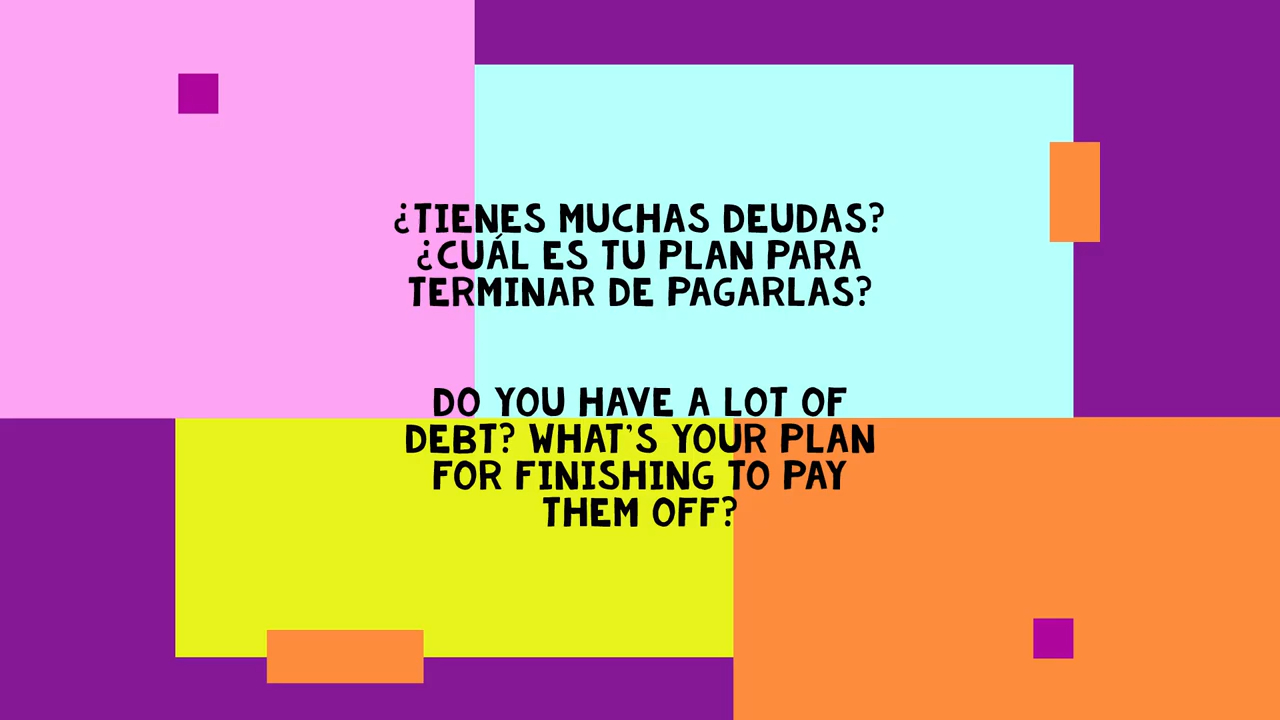 ¿TIENES MUCHAS DEUDAS?
¿CUÁL ES TU PLAN PARA
TERMINAR DE PAGARLAS?
DO YOU HAVE A LOT OF
DEBT? WHAT'S YOUR PLAN
FOR FINISHING TO PAY
THEM OFF?